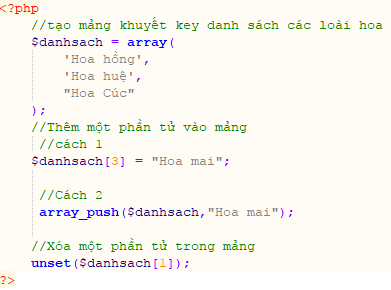 <?php
//tạo mảng khuyết key danh sách các loài hoa
$danhsach = array(
'Hoa hồng',
'Hoa huệ',
"Hoa Cúc"
);
//Thêm một phần tử vào mảng
//cách 1
$danhsach[3] = "Hoa mai";
//Cách 2
array_push($danhsach,"Hoa mai");
//Xóa một phần tử trong mảng
unset($danhsach[1]);
?>